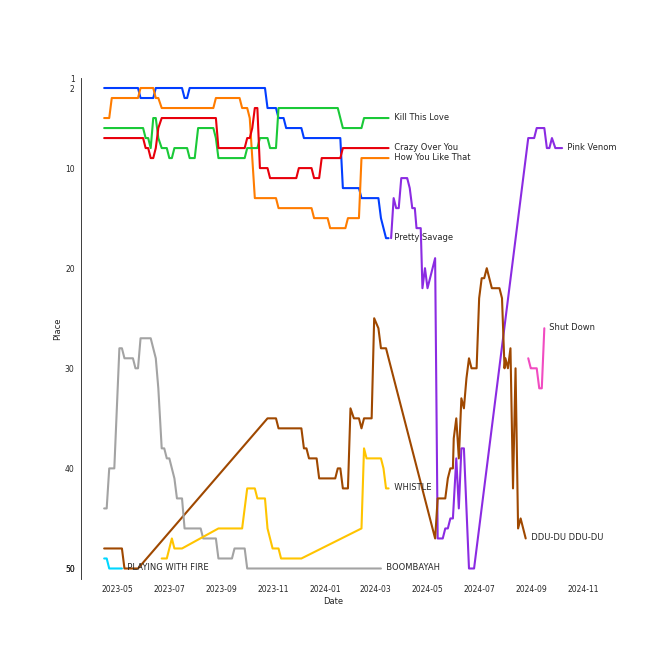 1
2
10
20
30
40
50
Place
Kill This Love
Crazy Over You
How You Like That
Pink Venom
Pretty Savage
Shut Down
WHISTLE
DDU-DU DDU-DU
PLAYING WITH FIRE
BOOMBAYAH
2023-05
2023-07
2023-09
2023-11
2024-01
2024-03
2024-05
2024-07
2024-09
2024-11
Date